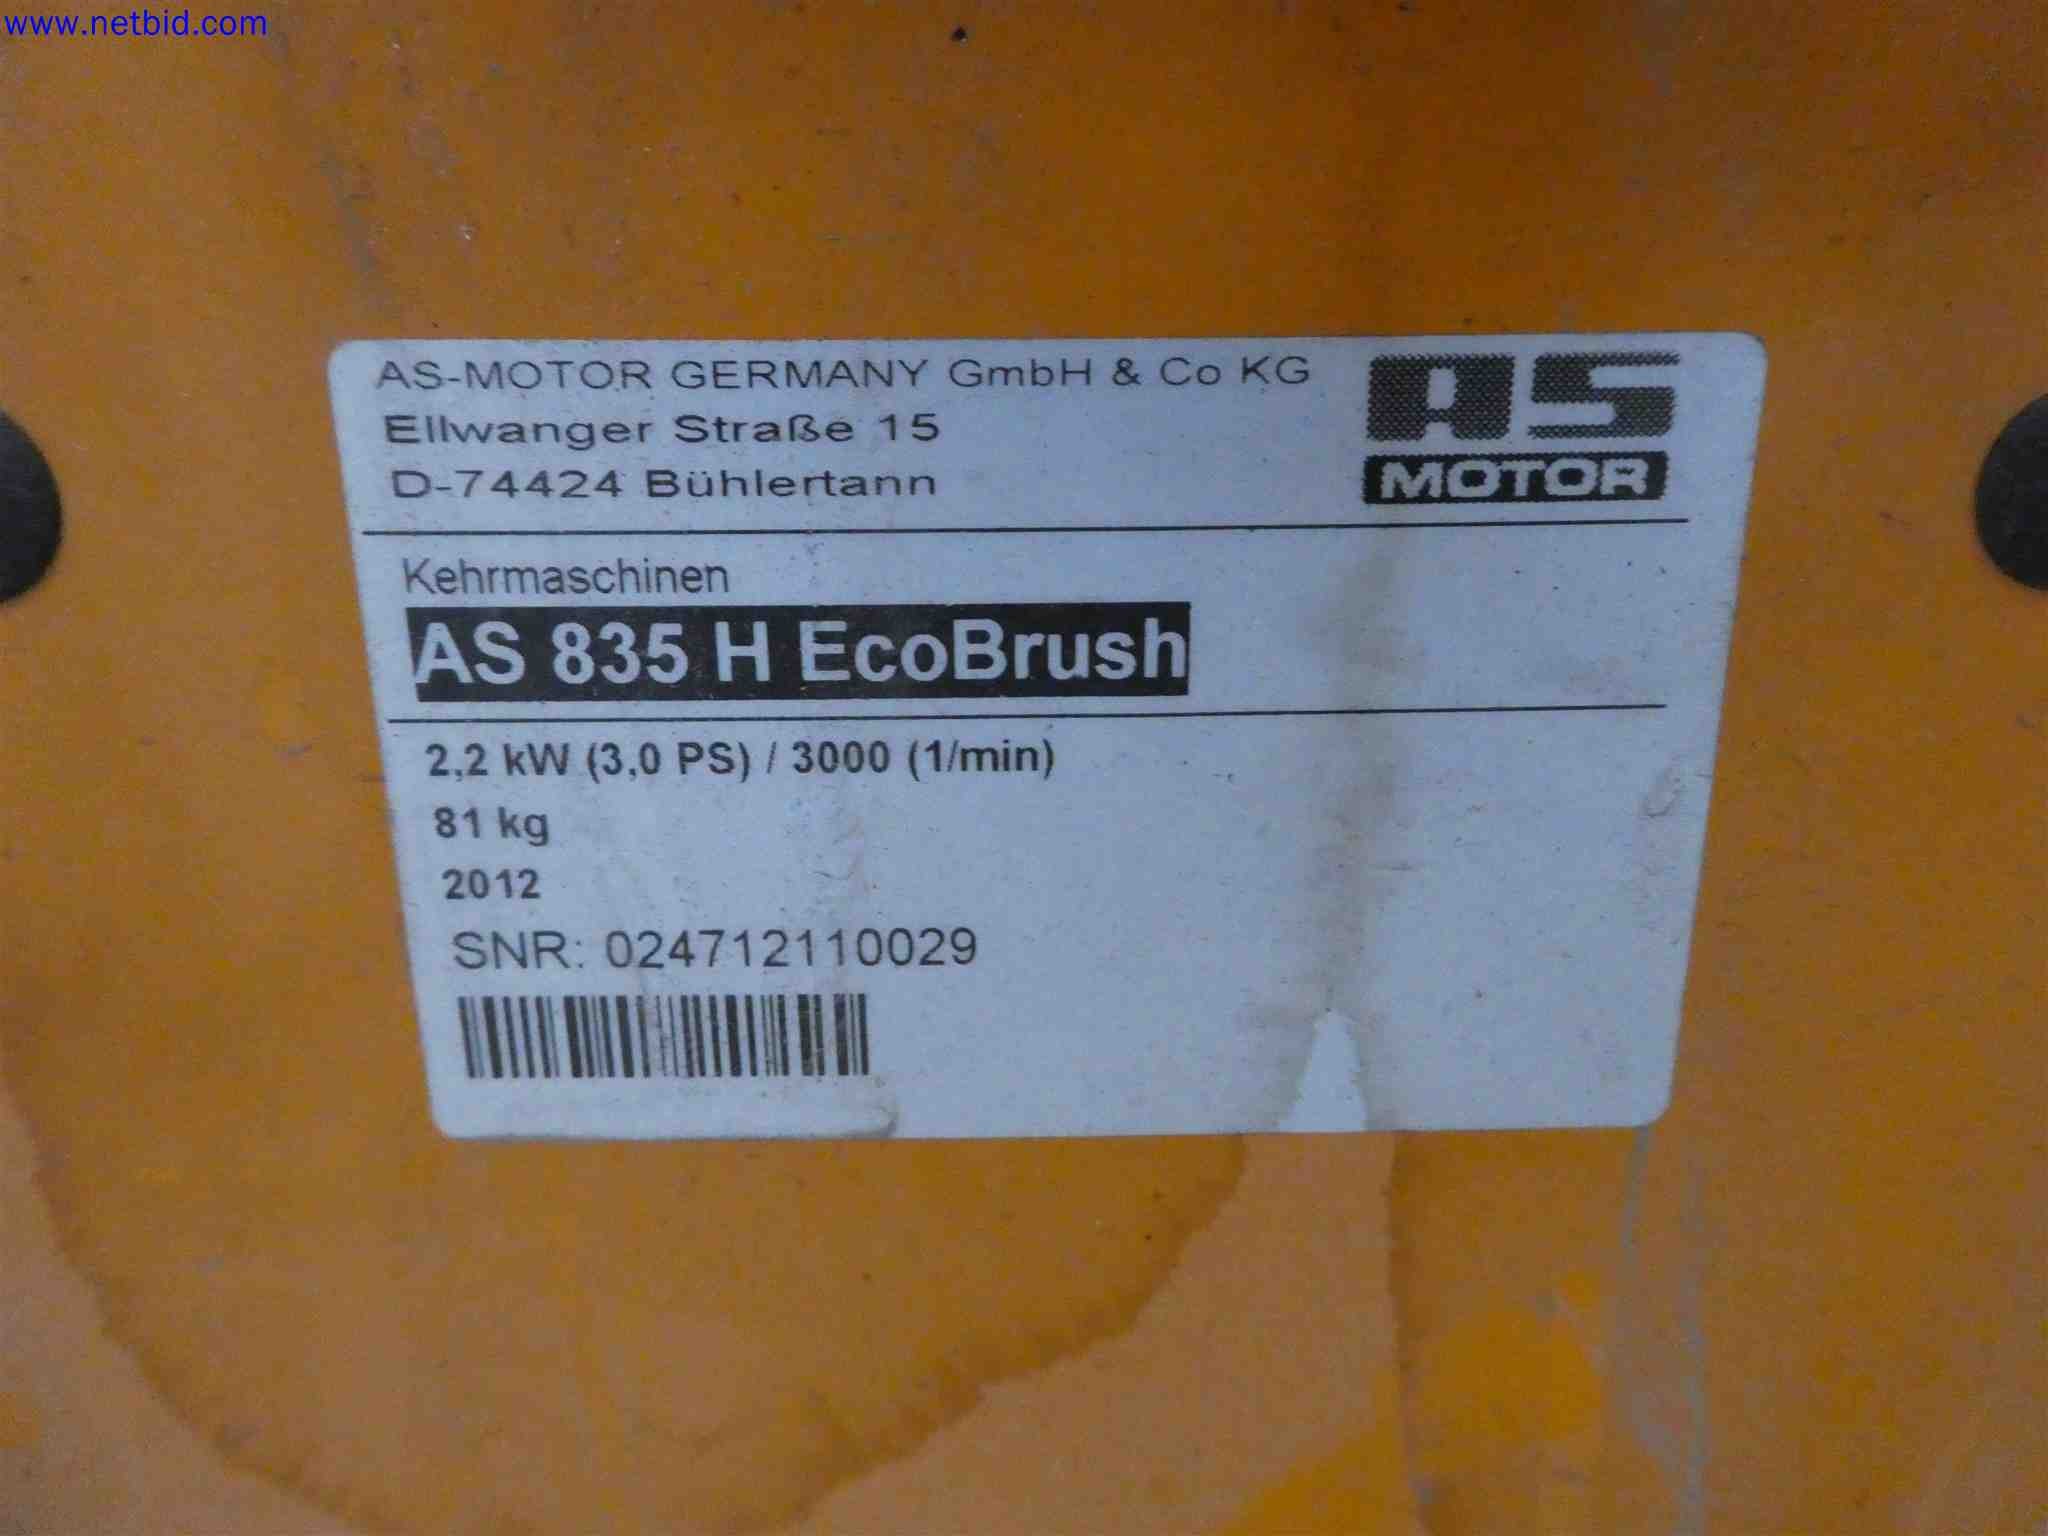 www.netbid.com
AS-MOTOR GERMANY GmbH & Co KG
Ellwanger Straße 15
D-74424 Bühlertann
AS
MOTOR
Kehrmaschinen
AS 835 H EcoBrush
2,2 kW (3,0 PS) / 3000 (1/min)
81 kg
2012
SNR: 024712110029